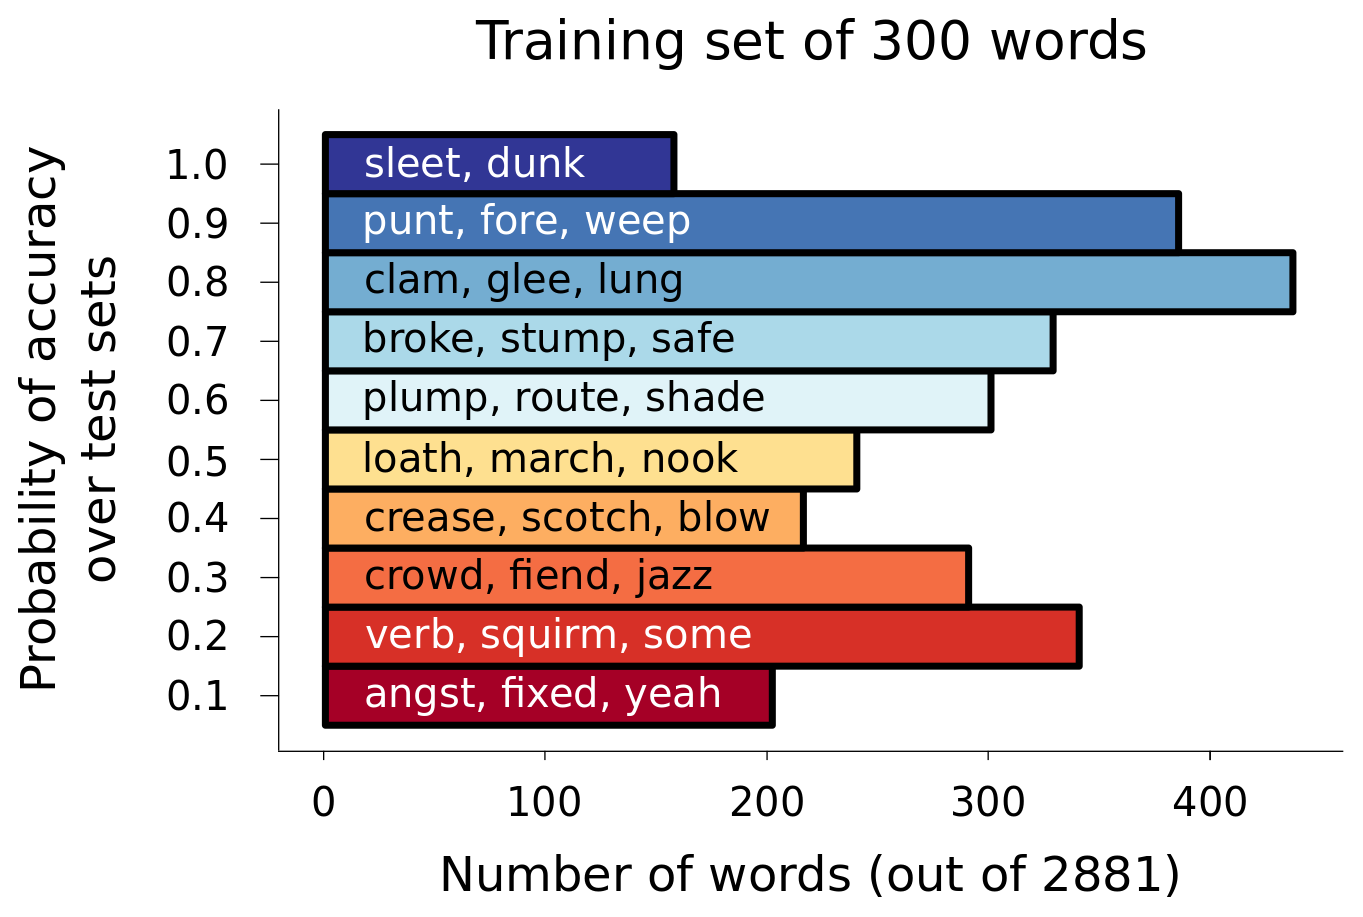 Training set of 300 words
Probability of accuracy
over test sets
1.0 sleet, dunk
0.9 punt, fore, weep
0.8 clam, glee, lung
0.7 broke, stump, safe
0.6 plump, route, shade
0.5 loath, march, nook
0.4 crease, scotch, blow
0.3 crowd, fiend, jazz
0.2 verb, squirm, some
0.1 angst, fixed, yeah
0 100 200 300 400
Number of words (out of 2881)